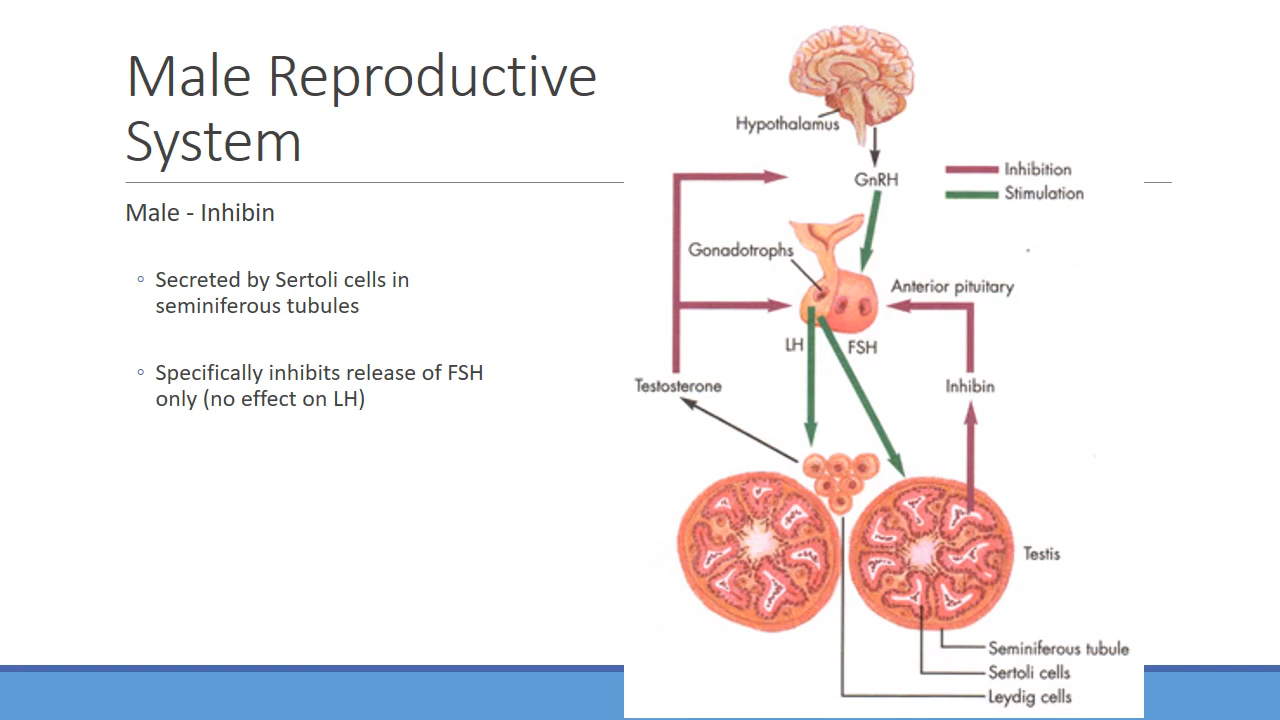 Male Reproductive
System
Male - Inhibin
◦ Secreted by Sertoli cells in
seminiferous tubules
◦ Specifically inhibits release of FSH
only (no effect on LH)
Hypothalamus
GnRH
Inhibition
Stimulation
Gonadotrophs
Anterior pituitary
LH
FSH
Testosterone
Inhibin
Testis
Seminiferous tubule
Sertoli cells
Leydig cells